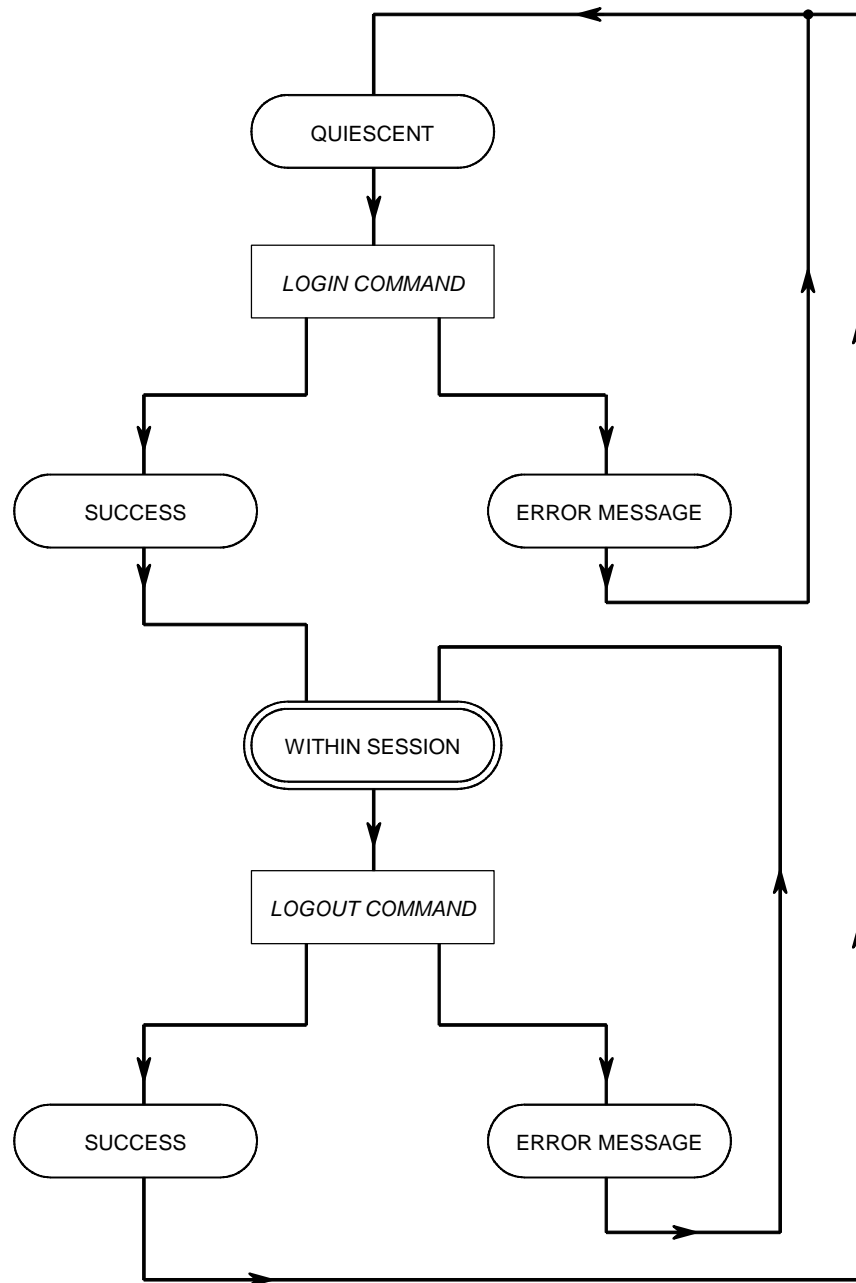 QUIESCENT
LOGIN COMMAND
SUCCESS
ERROR MESSAGE
WITHIN SESSION
LOGOUT COMMAND
SUCCESS
ERROR MESSAGE